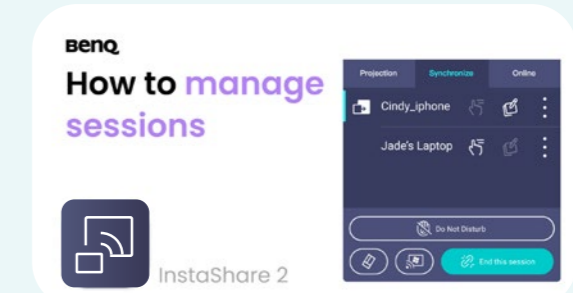 BenQ
How to manage
sessions
InstaShare 2
Projection Synchronize Online
Cindy_iphone
Jade's Laptop
Do Not Disturb
End this session